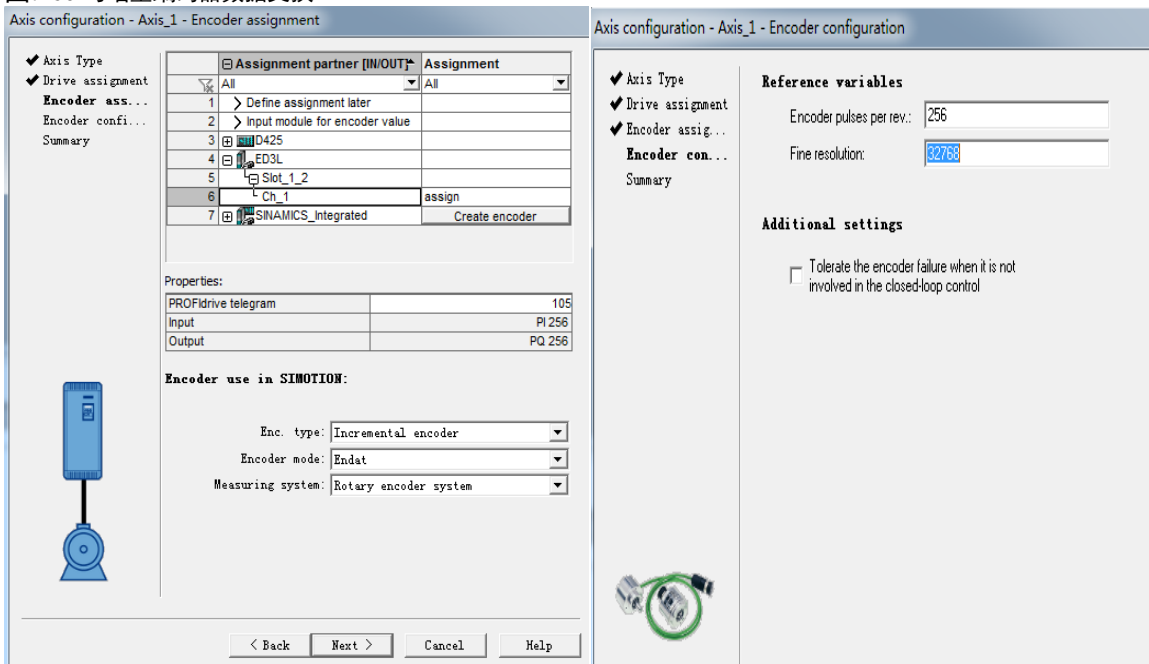 Axis configuration - Axis_1 - Encoder assignment
Axis Type
Drive assignment
Encoder ass...
Encoder confi...
Summary
Assignment partner [IN/OUT] Assignment
All All
1 Define assignment later
2 Input module for encoder value
3 D425
4 ED3L
5 Slot_1_2
6 Ch_1 assign
7 SINAMICS_Integrated Create encoder
Properties:
PROFIdrive telegram 105
Input PI 256
Output PQ 256
Encoder use in SIMOTION:
Enc. type: Incremental encoder
Encoder mode: Endat
Measuring system: Rotary encoder system
< Back Next > Cancel Help
Axis configuration - Axis_1 - Encoder configuration
Axis Type
Drive assignment
Encoder assig...
Encoder con...
Summary
Reference variables
Encoder pulses per rev.: 256
Fine resolution: 32768
Additional settings
Tolerate the encoder failure when it is not
involved in the closed-loop control